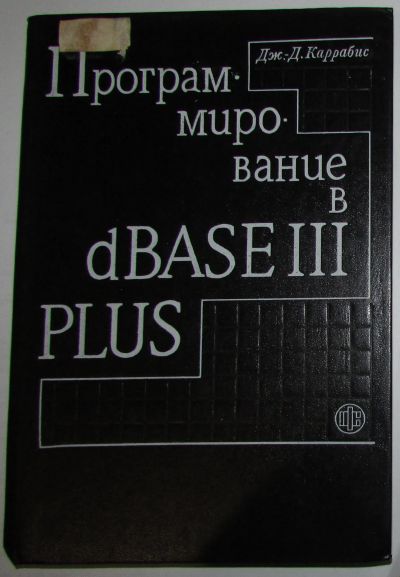 Дж.-Д. Каррабис
Програм-
миро-
вание
в
dBASE III
PLUS